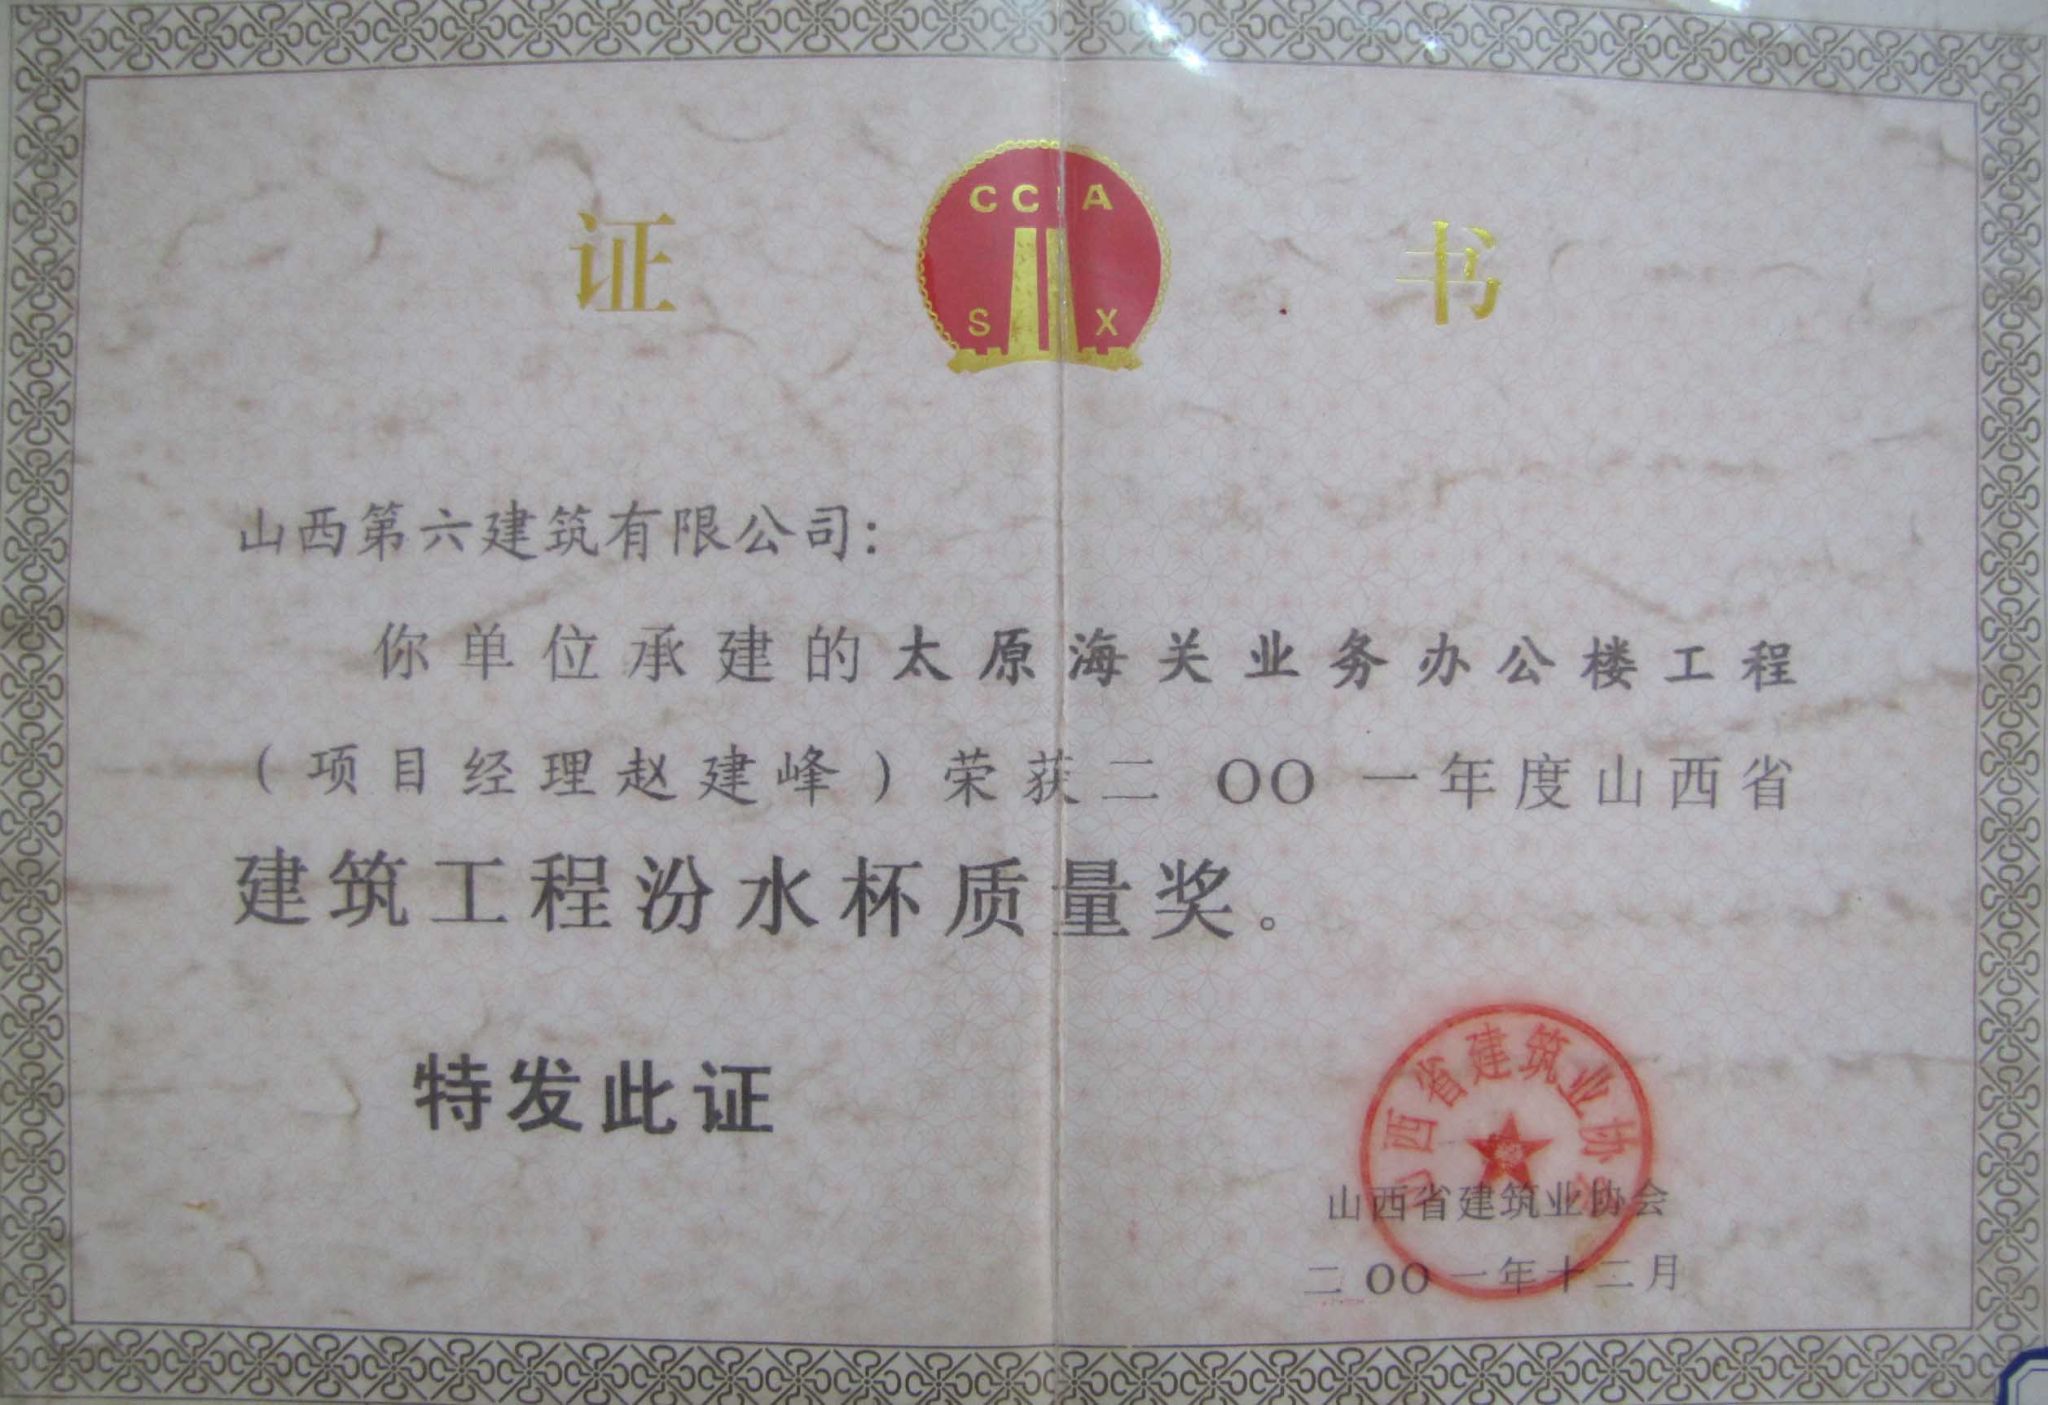 证 书
CCIA
S X
山西第六建筑有限公司：
你单位承建的太原海关业务办公楼工程
（项目经理赵建峰）荣获二OO一年度山西省
建筑工程汾水杯质量奖。
特发此证
山西省建筑业协会
山西省建筑业协会
二OO一年十二月